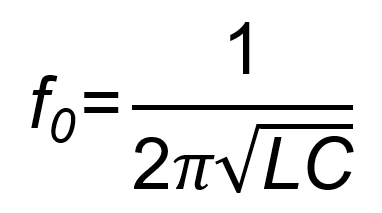 f₀ = 1 / 2π√LC